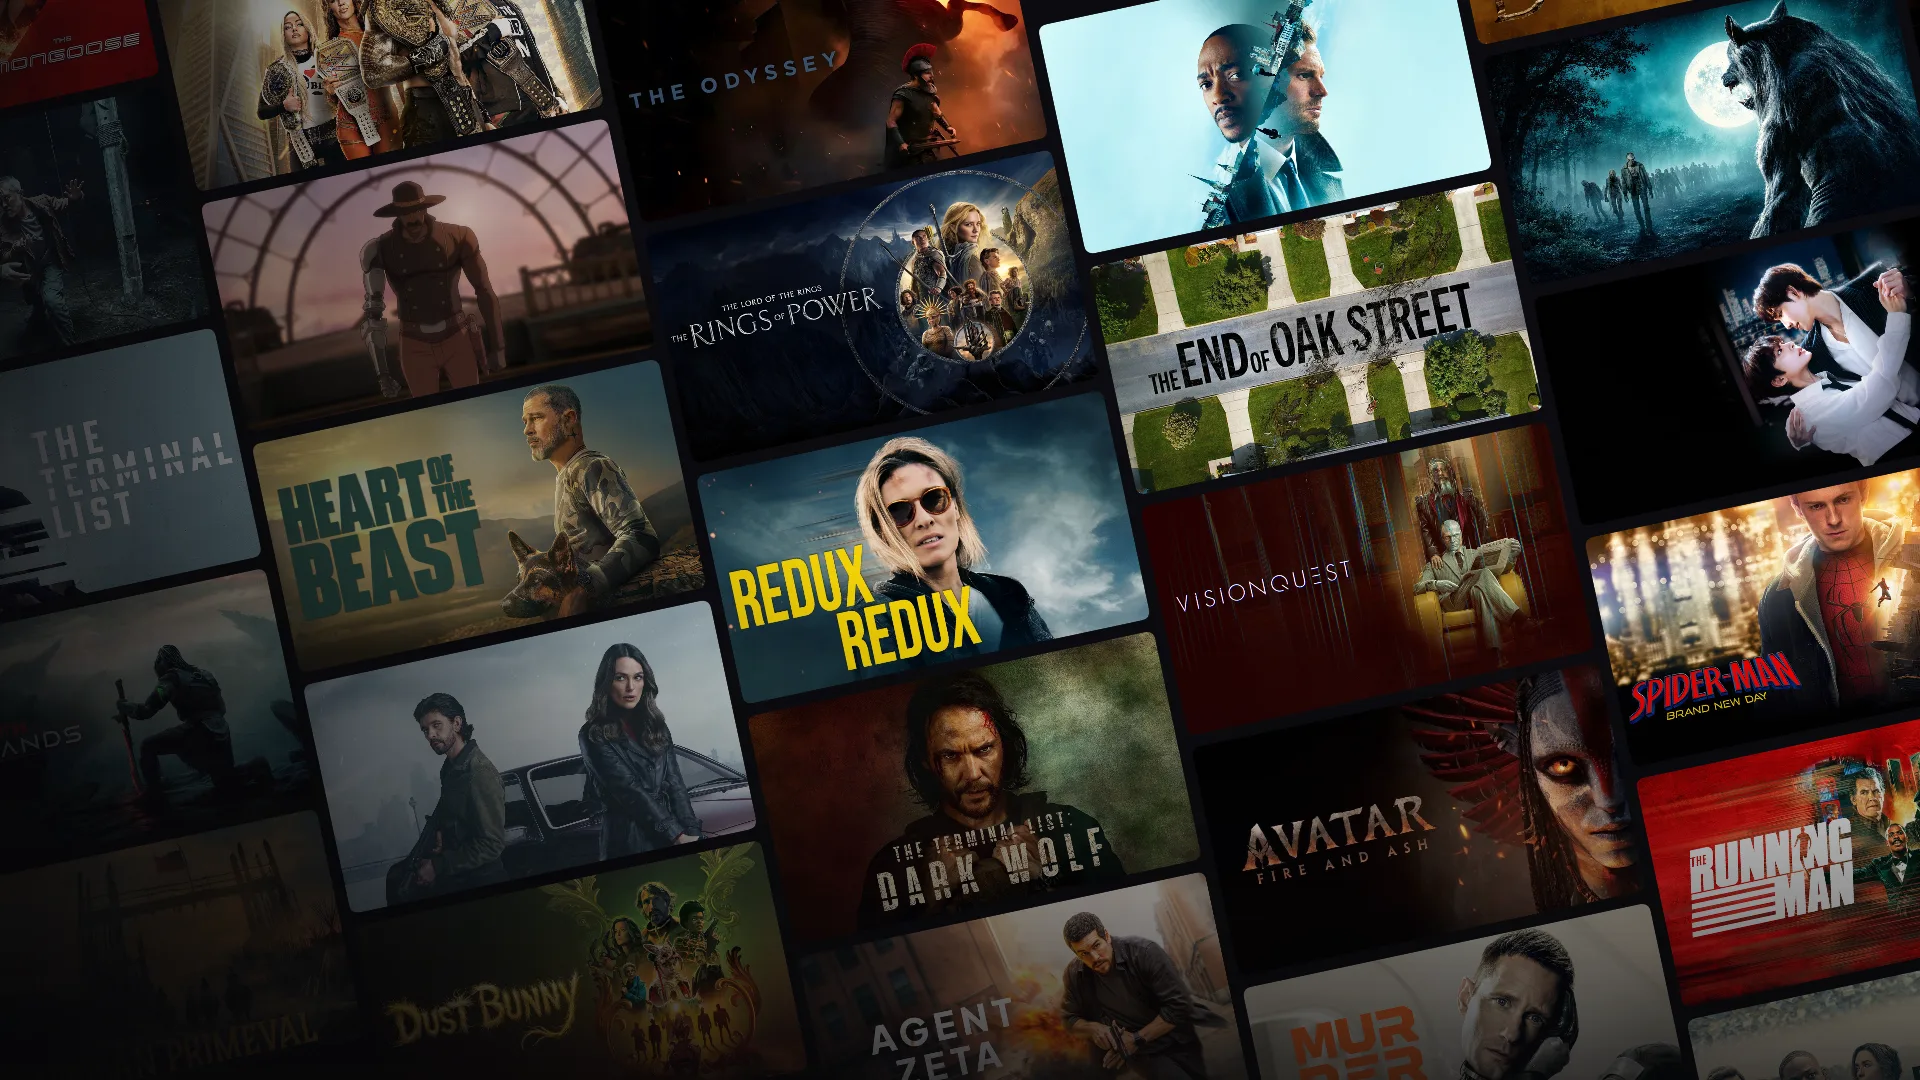 THE
MONGOOSE
THE ODYSSEY
THE LORD OF THE RINGS
THE RINGS OF POWER
THE END OF OAK STREET
THE
TERMINAL
LIST
HEART OF
THE
BEAST
REDUX
REDUX
VISIONQUEST
SPIDER-MAN
BRAND NEW DAY
ANDS
THE TERMINAL LIST:
DARK WOLF
AVATAR
FIRE AND ASH
THE
RUNNING
MAN
DUST BUNNY
AN PRIMEVAL
AGENT
ZETA
MUR
DER